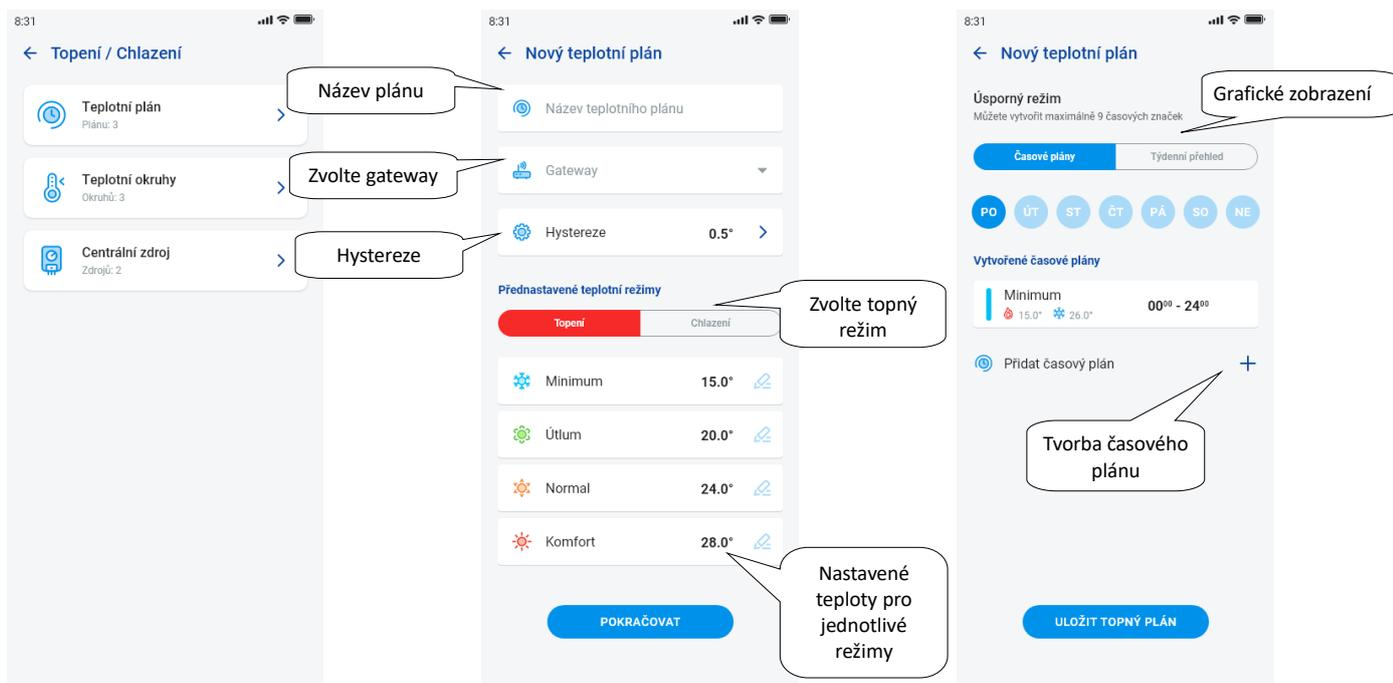 8:31
Topení / Chlazení
Teplotní plán
Plánu: 3
Teplotní okruhy
Okruhů: 3
Centrální zdroj
Zdrojů: 2
8:31
Nový teplotní plán
Název plánu
Název teplotního plánu
Zvolte gateway
Gateway
Hystereze
Hystereze 0.5°
Přednastavené teplotní režimy
Topení Chlazení
Zvolte topný
režim
Minimum 15.0°
Útlum 20.0°
Normal 24.0°
Komfort 28.0°
Nastavené
teploty pro
jednotlivé
režimy
POKRAČOVAT
8:31
Nový teplotní plán
Úsporný režim
Můžete vytvořit maximálně 9 časových značek
Grafické zobrazení
Časové plány Týdenní přehled
PO ÚT ST ČT PÁ SO NE
Vytvořené časové plány
Minimum 00⁰⁰ - 24⁰⁰
15.0° 26.0°
Přidat časový plán
Tvorba časového
plánu
ULOŽIT TOPNÝ PLÁN